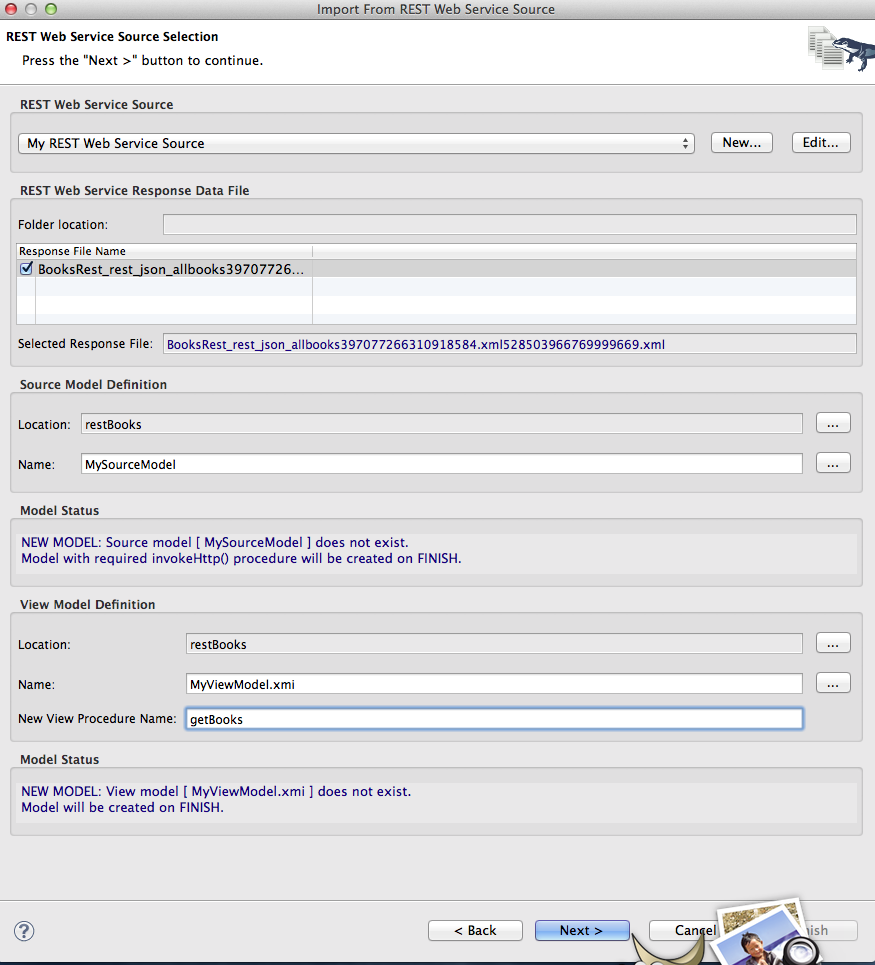 Import From REST Web Service Source
REST Web Service Source Selection
Press the "Next >" button to continue.
REST Web Service Source
My REST Web Service Source
New...
Edit...
REST Web Service Response Data File
Folder location:
Response File Name
BooksRest_rest_json_allbooks39707726...
Selected Response File:
BooksRest_rest_json_allbooks397077266310918584.xml528503966769999669.xml
Source Model Definition
Location:
restBooks
...
Name:
MySourceModel
...
Model Status
NEW MODEL: Source model [ MySourceModel ] does not exist.
Model with required invokeHttp() procedure will be created on FINISH.
View Model Definition
Location:
restBooks
...
Name:
MyViewModel.xmi
...
New View Procedure Name:
getBooks
Model Status
NEW MODEL: View model [ MyViewModel.xmi ] does not exist.
Model will be created on FINISH.
?
< Back
Next >
Cancel